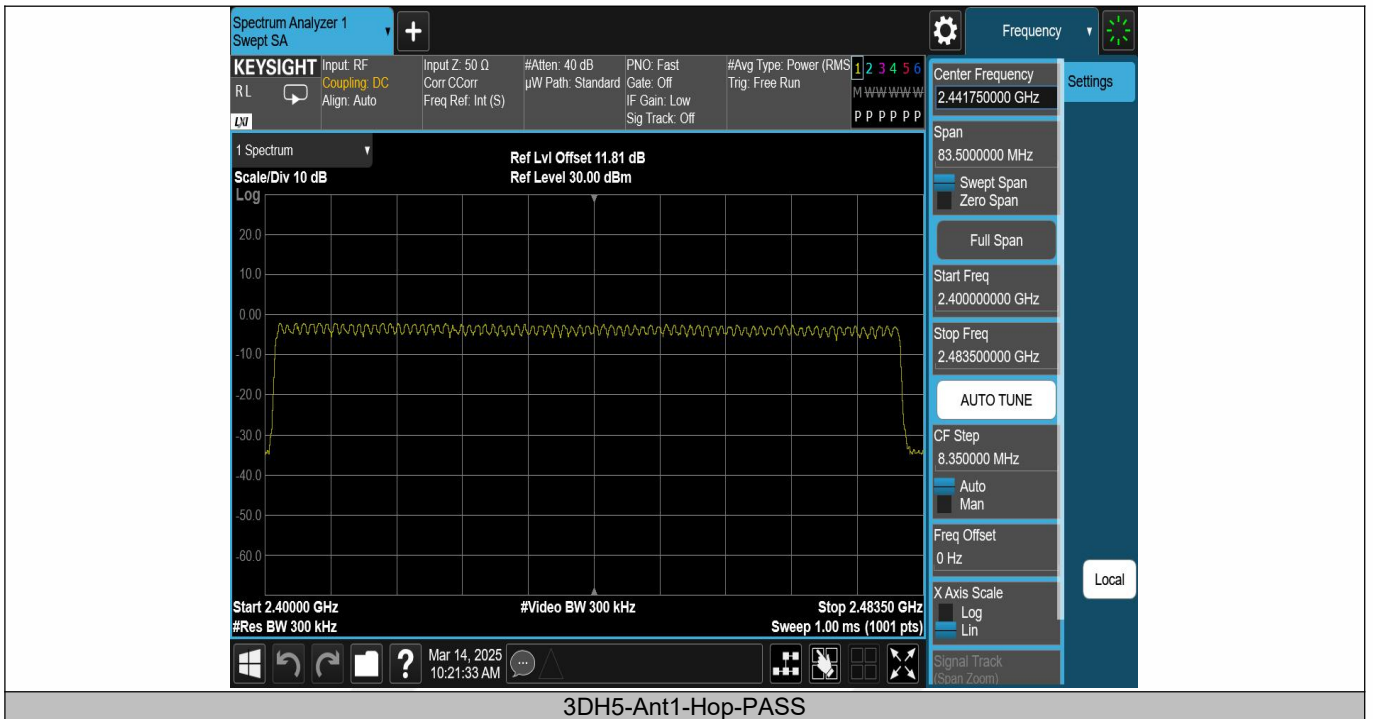 Spectrum Analyzer 1
Swept SA
+
Frequency
KEYSIGHT
RL
LXI
Input: RF
Coupling: DC
Align: Auto
Input Z: 50 Ω
Corr CCorr
Freq Ref: Int (S)
#Atten: 40 dB
µW Path: Standard
PNO: Fast
Gate: Off
IF Gain: Low
Sig Track: Off
#Avg Type: Power (RMS
Trig: Free Run
1 2 3 4 5 6
M W W W W W
P P P P P P
1 Spectrum
Scale/Div 10 dB
Ref Lvl Offset 11.81 dB
Ref Level 30.00 dBm
Log
20.0
10.0
0.00
-10.0
-20.0
-30.0
-40.0
-50.0
-60.0
Start 2.40000 GHz
#Video BW 300 kHz
Stop 2.48350 GHz
#Res BW 300 kHz
Sweep 1.00 ms (1001 pts)
Center Frequency
2.441750000 GHz
Settings
Span
83.5000000 MHz
Swept Span
Zero Span
Full Span
Start Freq
2.400000000 GHz
Stop Freq
2.483500000 GHz
AUTO TUNE
CF Step
8.350000 MHz
Auto
Man
Freq Offset
0 Hz
X Axis Scale
Log
Lin
Local
Signal Track
(Span Zoom)
?
Mar 14, 2025
10:21:33 AM
3DH5-Ant1-Hop-PASS